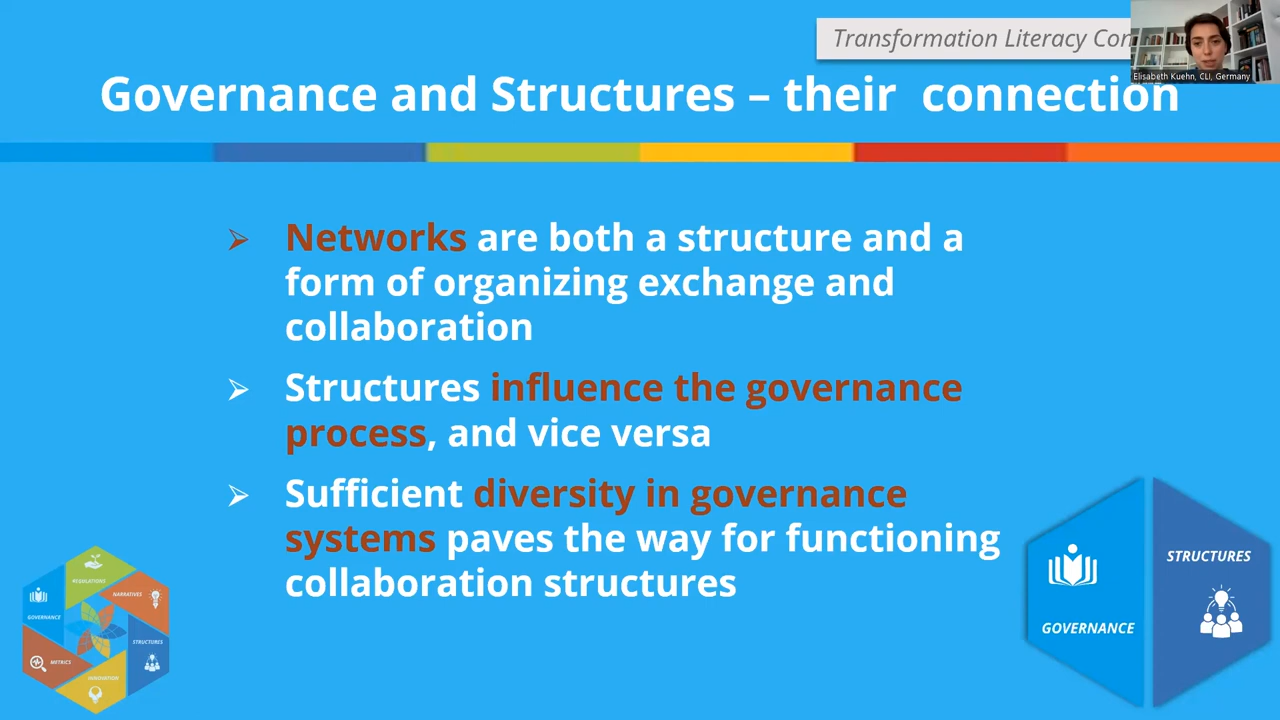 Transformation Literacy Con
Elisabeth Kuehn, CLI, Germany
Governance and Structures – their connection
Networks are both a structure and a
form of organizing exchange and
collaboration
Structures influence the governance
process, and vice versa
Sufficient diversity in governance
systems paves the way for functioning
collaboration structures
REGULATIONS
NARRATIVES
GOVERNANCE
STRUCTURES
METRICS
INNOVATION
STRUCTURES
GOVERNANCE